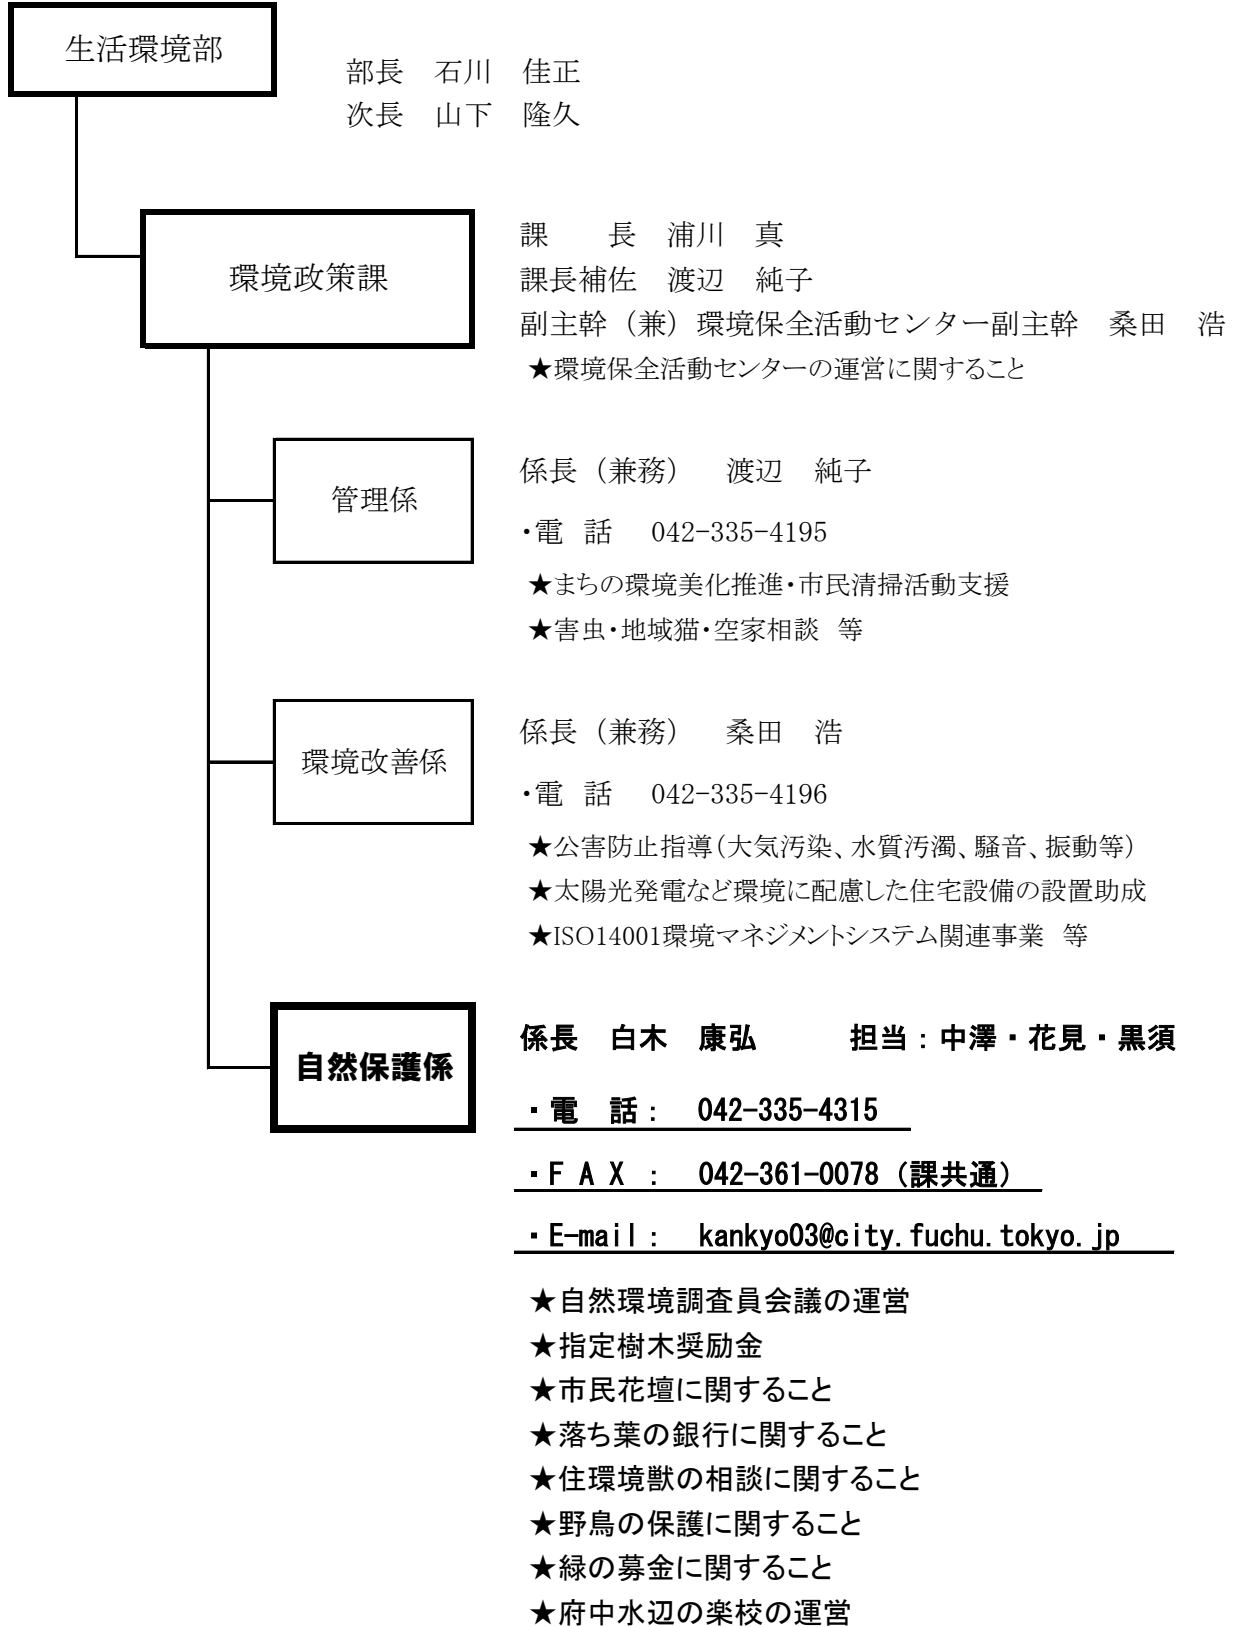 生活環境部
部長　石川　佳正
次長　山下　隆久
環境政策課
課　　長　浦川　真
課長補佐　渡辺　純子
副主幹（兼）環境保全活動センター副主幹　桑田　浩
★環境保全活動センターの運営に関すること
管理係
係長（兼務）　渡辺　純子
・電 話　042-335-4195
★まちの環境美化推進・市民清掃活動支援
★害虫・地域猫・空家相談　等
環境改善係
係長（兼務）　桑田　浩
・電 話　042-335-4196
★公害防止指導（大気汚染、水質汚濁、騒音、振動等）
★太陽光発電など環境に配慮した住宅設備の設置助成
★ISO14001環境マネジメントシステム関連事業　等
自然保護係
係長　白木　康弘　　　担当：中澤・花見・黒須
・電　話：　042-335-4315
・ＦＡＸ：　042-361-0078（課共通）
・E-mail：　kankyo03@city.fuchu.tokyo.jp
★自然環境調査員会議の運営
★指定樹木奨励金
★市民花壇に関すること
★落ち葉の銀行に関すること
★住環境獣の相談に関すること
★野鳥の保護に関すること
★緑の募金に関すること
★府中水辺の楽校の運営